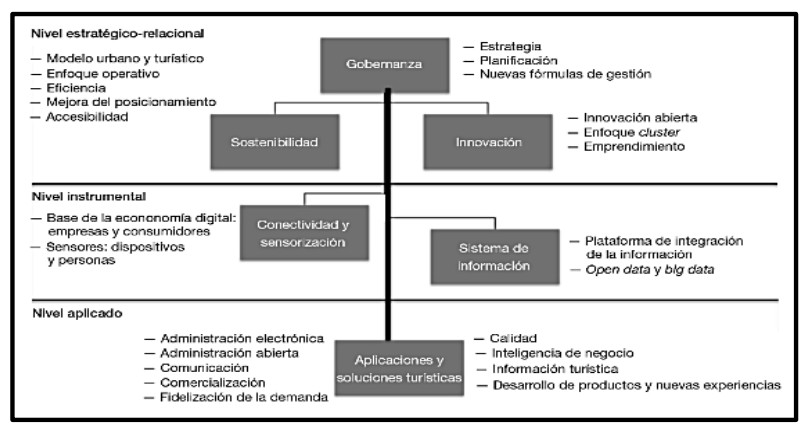 Nivel estratégico-relacional
— Modelo urbano y turístico
— Enfoque operativo
— Eficiencia
— Mejora del posicionamiento
— Accesibilidad
Gobernanza
— Estrategia
— Planificación
— Nuevas fórmulas de gestión
Sostenibilidad
Innovación
— Innovación abierta
— Enfoque cluster
— Emprendimiento
Nivel instrumental
— Base de la econonomía digital:
empresas y consumidores
— Sensores: dispositivos
y personas
Conectividad y
sensorización
Sistema de
información
— Plataforma de integración
de la información
— Open data y big data
Nivel aplicado
— Administración electrónica
— Administración abierta
— Comunicación
— Comercialización
— Fidelización de la demanda
Aplicaciones y
soluciones turísticas
— Calidad
— Inteligencia de negocio
— Información turística
— Desarrollo de productos y nuevas experiencias